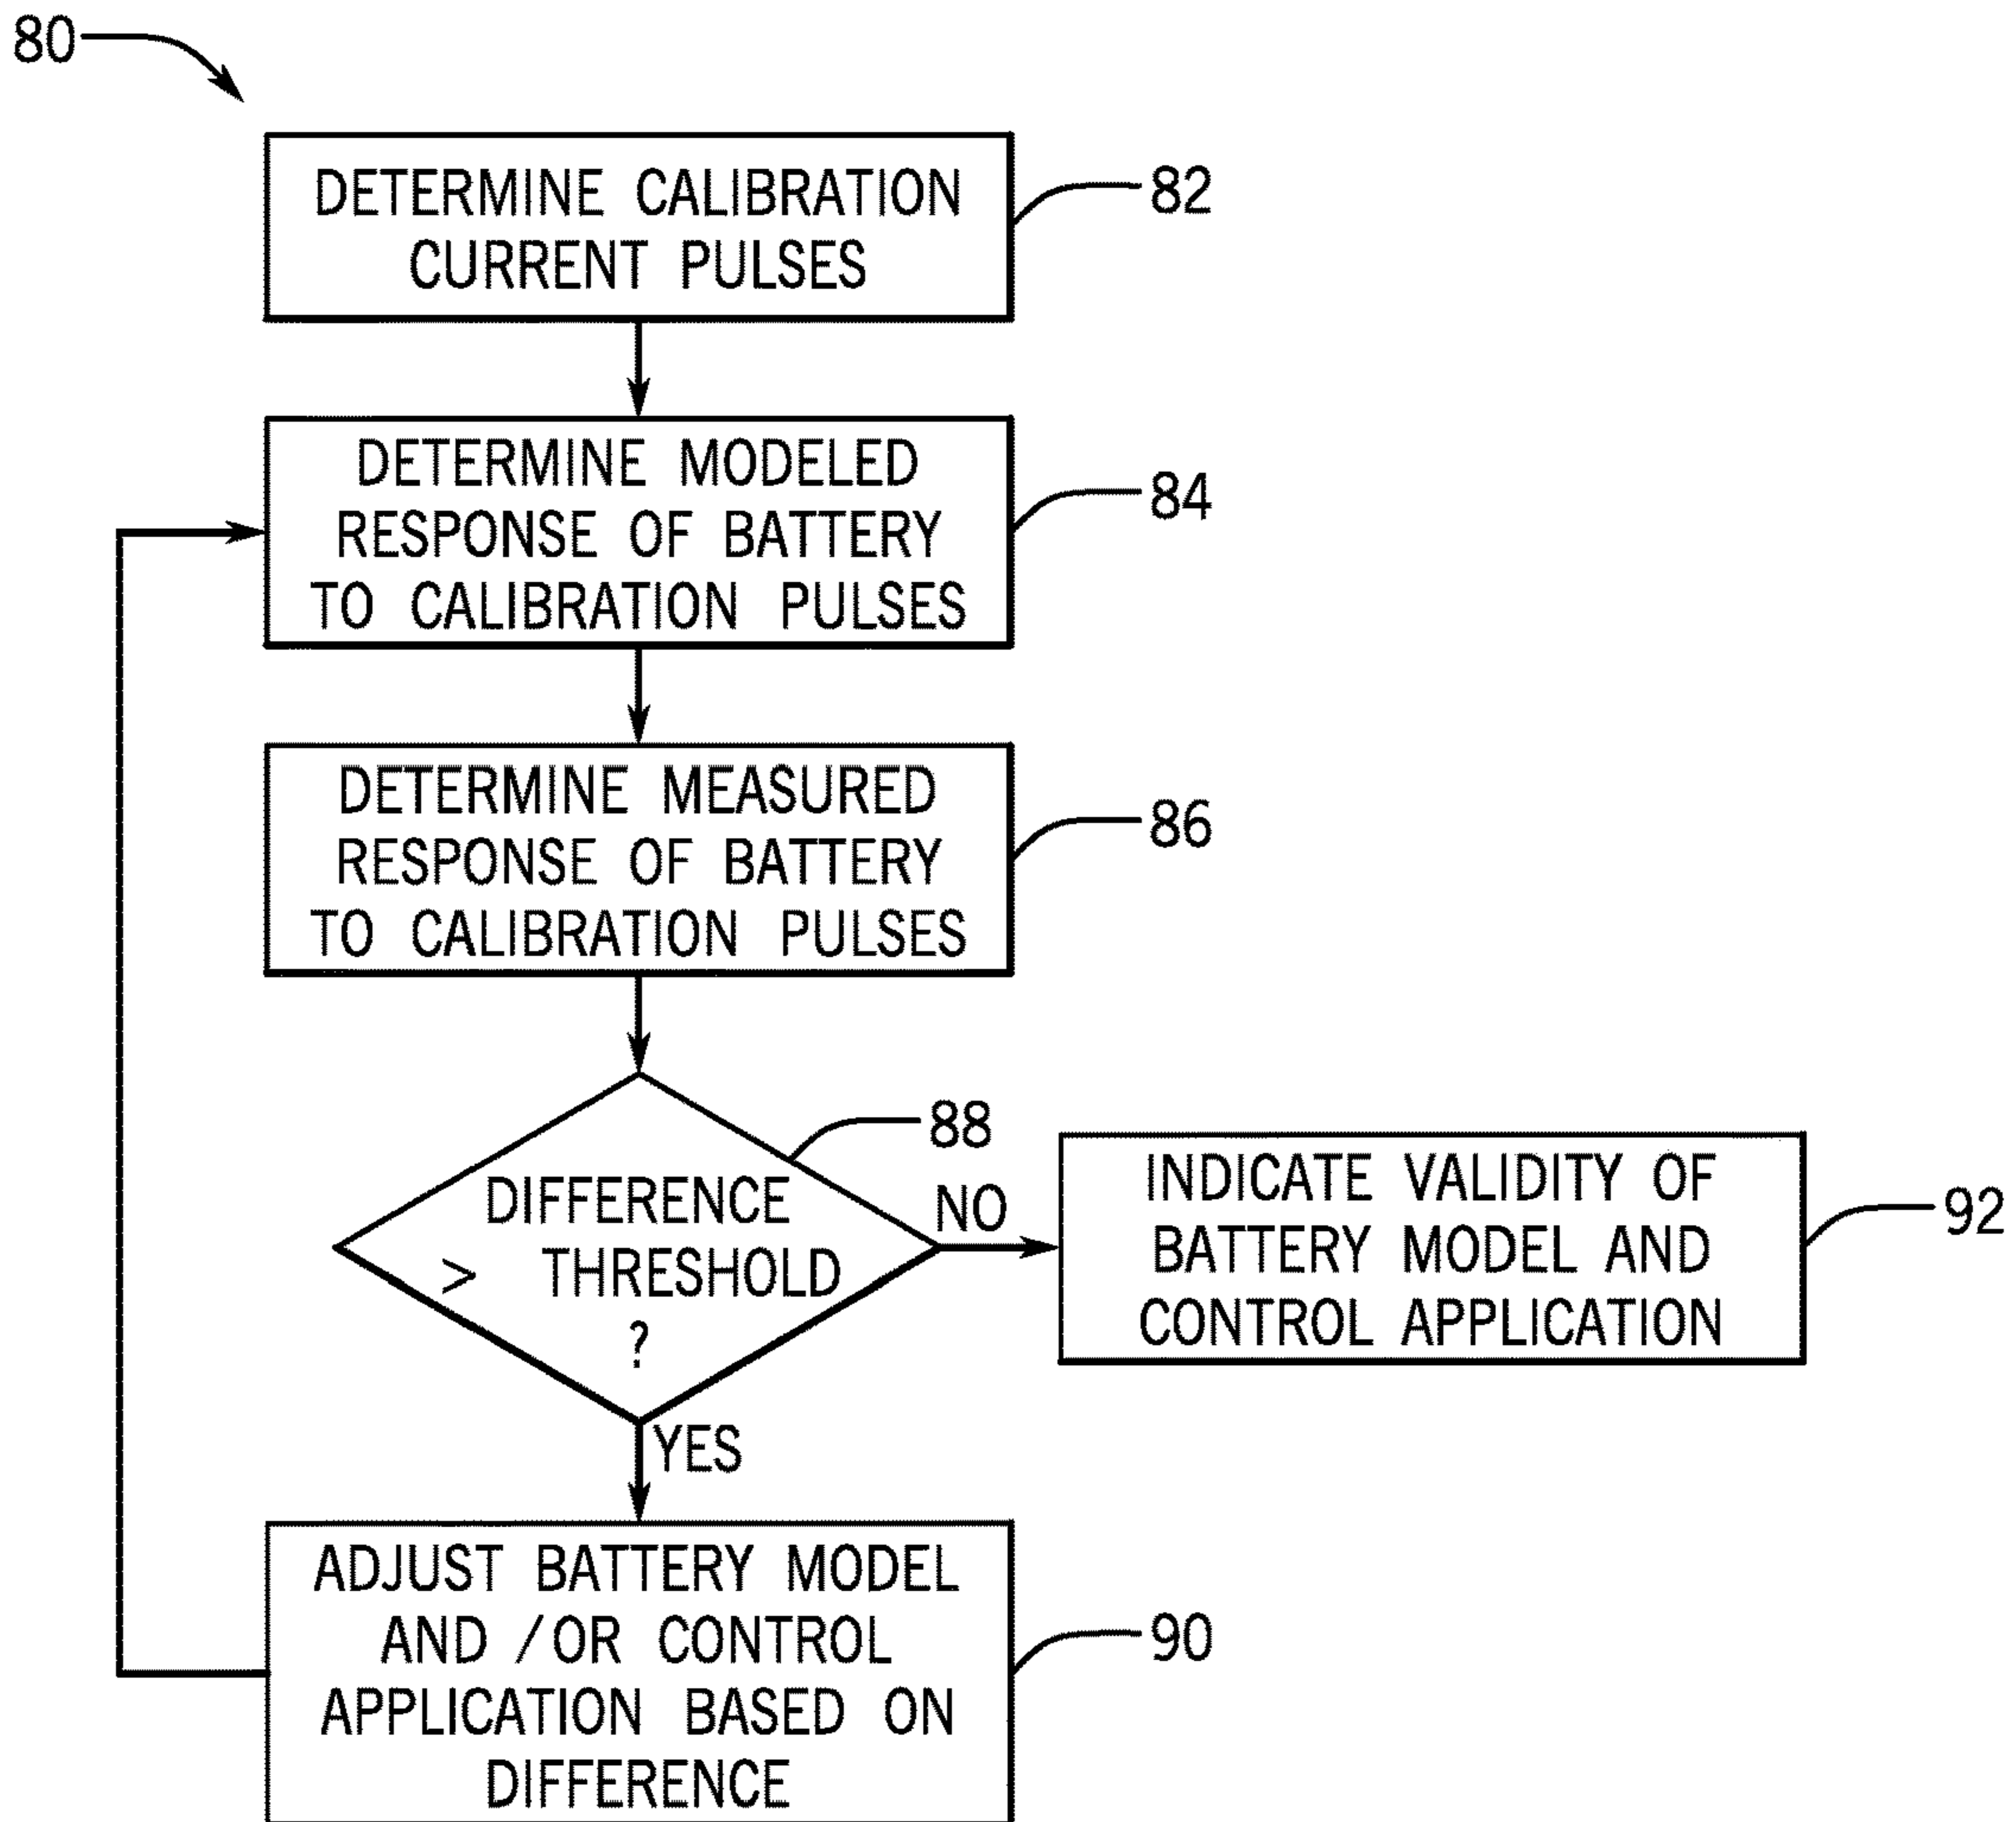 80
DETERMINE CALIBRATION
CURRENT PULSES
82
DETERMINE MODELED
RESPONSE OF BATTERY
TO CALIBRATION PULSES
84
DETERMINE MEASURED
RESPONSE OF BATTERY
TO CALIBRATION PULSES
86
88
DIFFERENCE
> THRESHOLD
?
NO
INDICATE VALIDITY OF
BATTERY MODEL AND
CONTROL APPLICATION
92
YES
ADJUST BATTERY MODEL
AND /OR CONTROL
APPLICATION BASED ON
DIFFERENCE
90